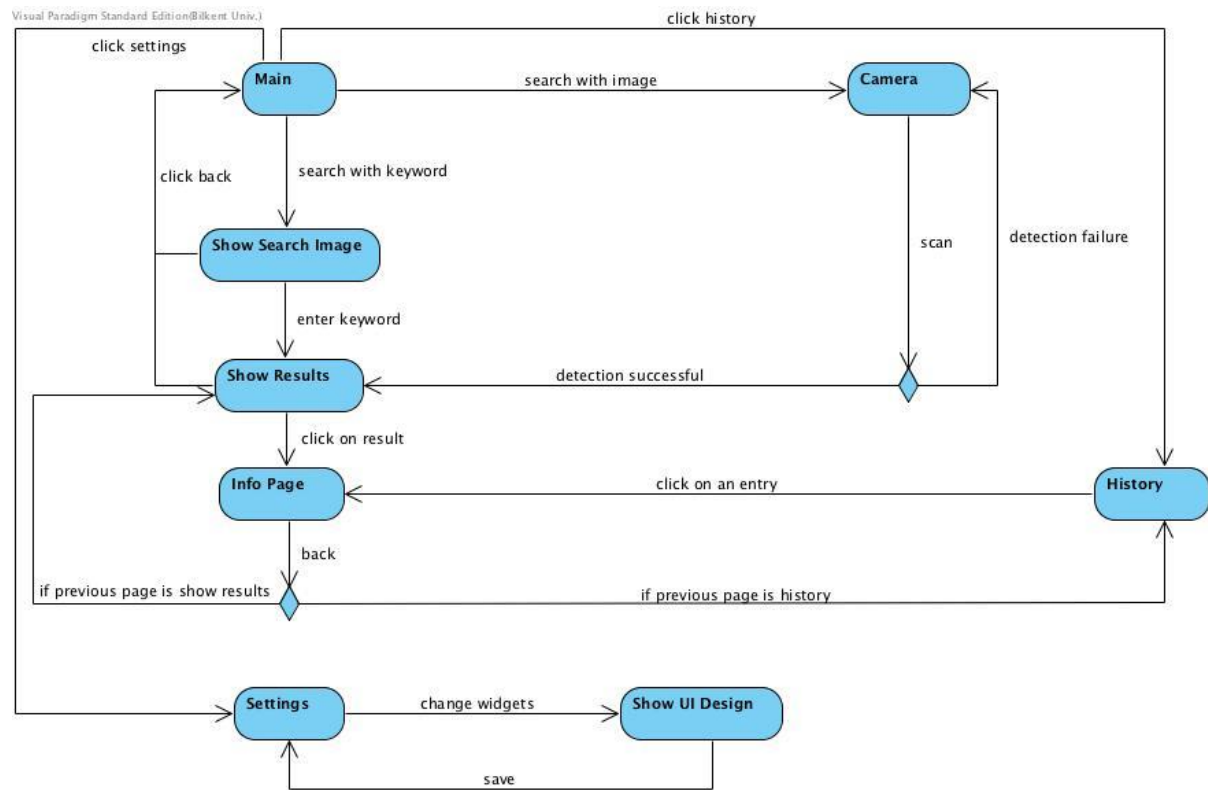 Visual Paradigm Standard Edition(Bilkent Univ.)
click history
click settings
Main
search with image
Camera
click back
search with keyword
Show Search Image
scan
detection failure
enter keyword
Show Results
detection successful
click on result
Info Page
click on an entry
History
back
if previous page is show results
if previous page is history
Settings
change widgets
Show UI Design
save